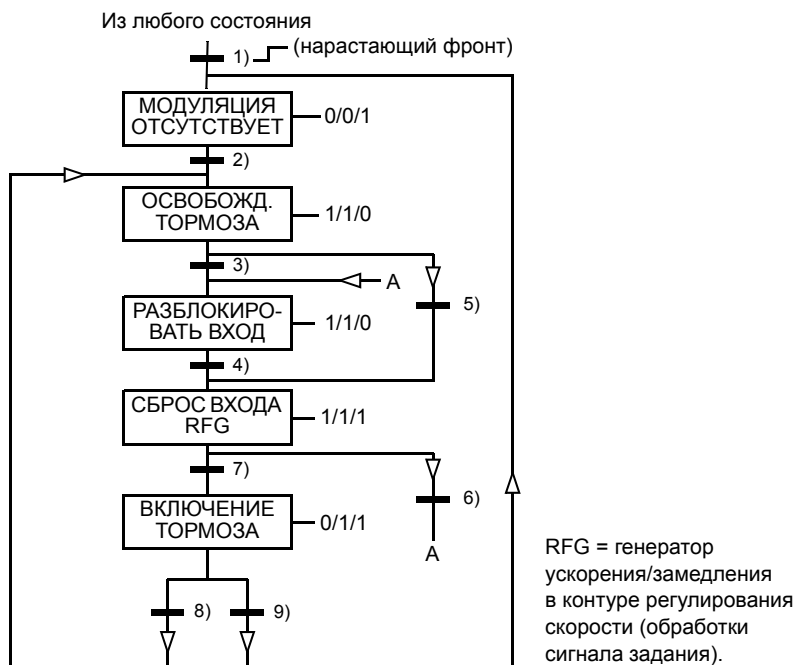 Из любого состояния
1)
(нарастающий фронт)
МОДУЛЯЦИЯ
ОТСУТСТВУЕТ
0/0/1
2)
ОСВОБОЖД.
ТОРМОЗА
1/1/0
3)
A
5)
РАЗБЛОКИРО-
ВАТЬ ВХОД
1/1/0
4)
СБРОС ВХОДА
RFG
1/1/1
7)
6)
ВКЛЮЧЕНИЕ
ТОРМОЗА
0/1/1
A
8)
9)
RFG = генератор
ускорения/замедления
в контуре регулирования
скорости (обработки
сигнала задания).